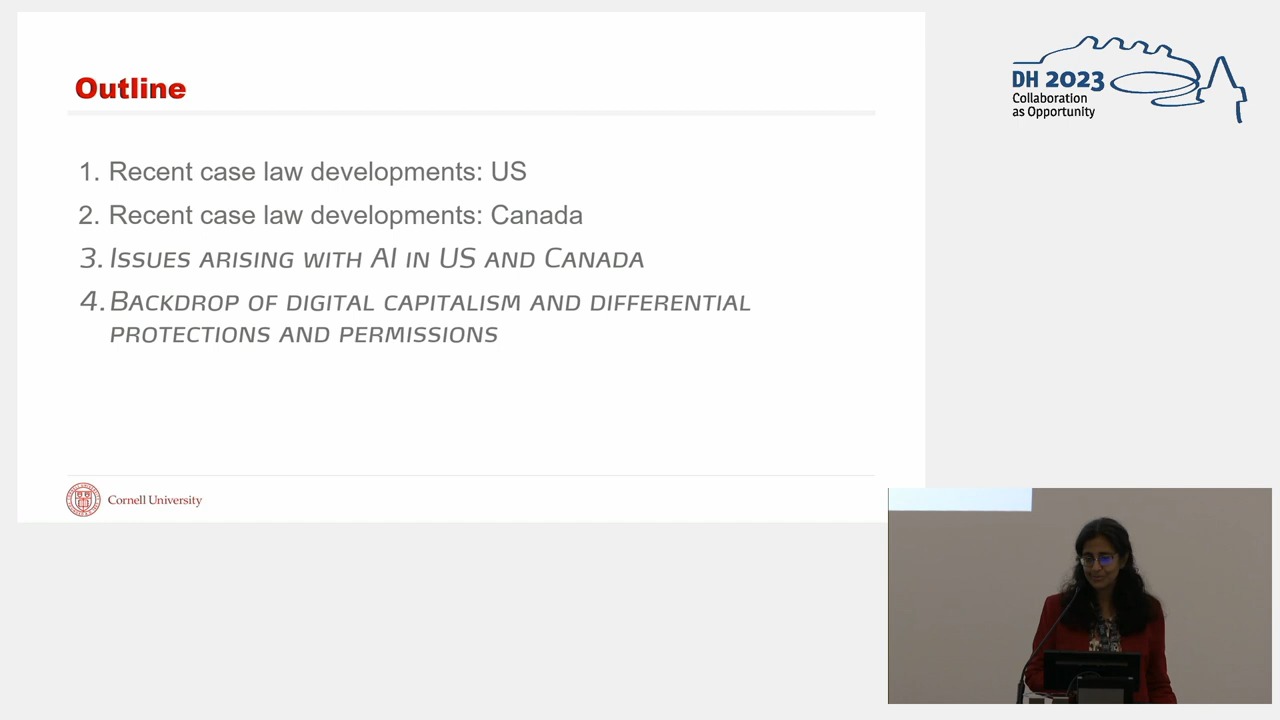 Outline
1. Recent case law developments: US
2. Recent case law developments: Canada
3. Issues arising with AI in US and Canada
4. Backdrop of digital capitalism and differential
protections and permissions
Cornell University
DH 2023
Collaboration
as Opportunity